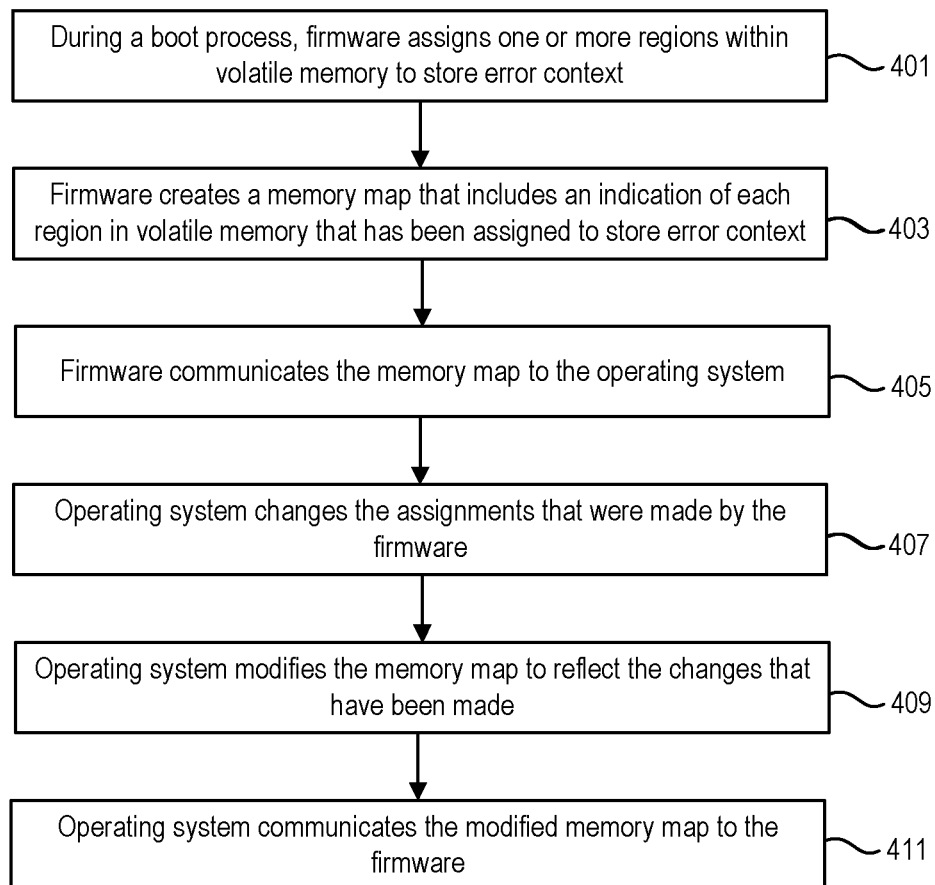 During a boot process, firmware assigns one or more regions within
volatile memory to store error context
401
Firmware creates a memory map that includes an indication of each
region in volatile memory that has been assigned to store error context
403
Firmware communicates the memory map to the operating system
405
Operating system changes the assignments that were made by the
firmware
407
Operating system modifies the memory map to reflect the changes that
have been made
409
Operating system communicates the modified memory map to the
firmware
411